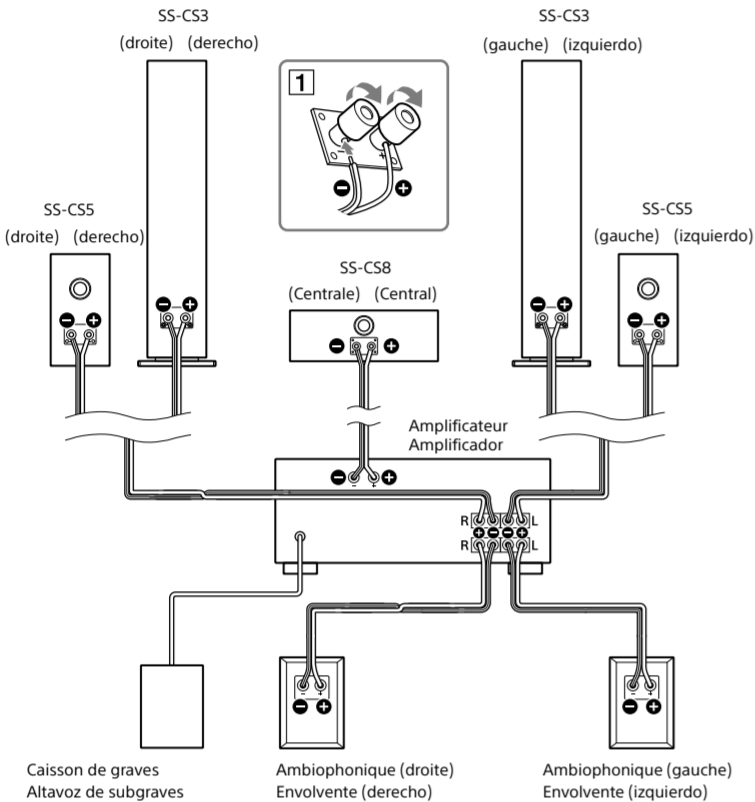 SS-CS3
(droite) (derecho)
SS-CS3
(gauche) (izquierdo)
1
SS-CS5
(droite) (derecho)
SS-CS5
(gauche) (izquierdo)
SS-CS8
(Centrale) (Central)
Amplificateur
Amplificador
R L
R L
Caisson de graves
Altavoz de subgraves
Ambiophonique (droite)
Envolvente (derecho)
Ambiophonique (gauche)
Envolvente (izquierdo)